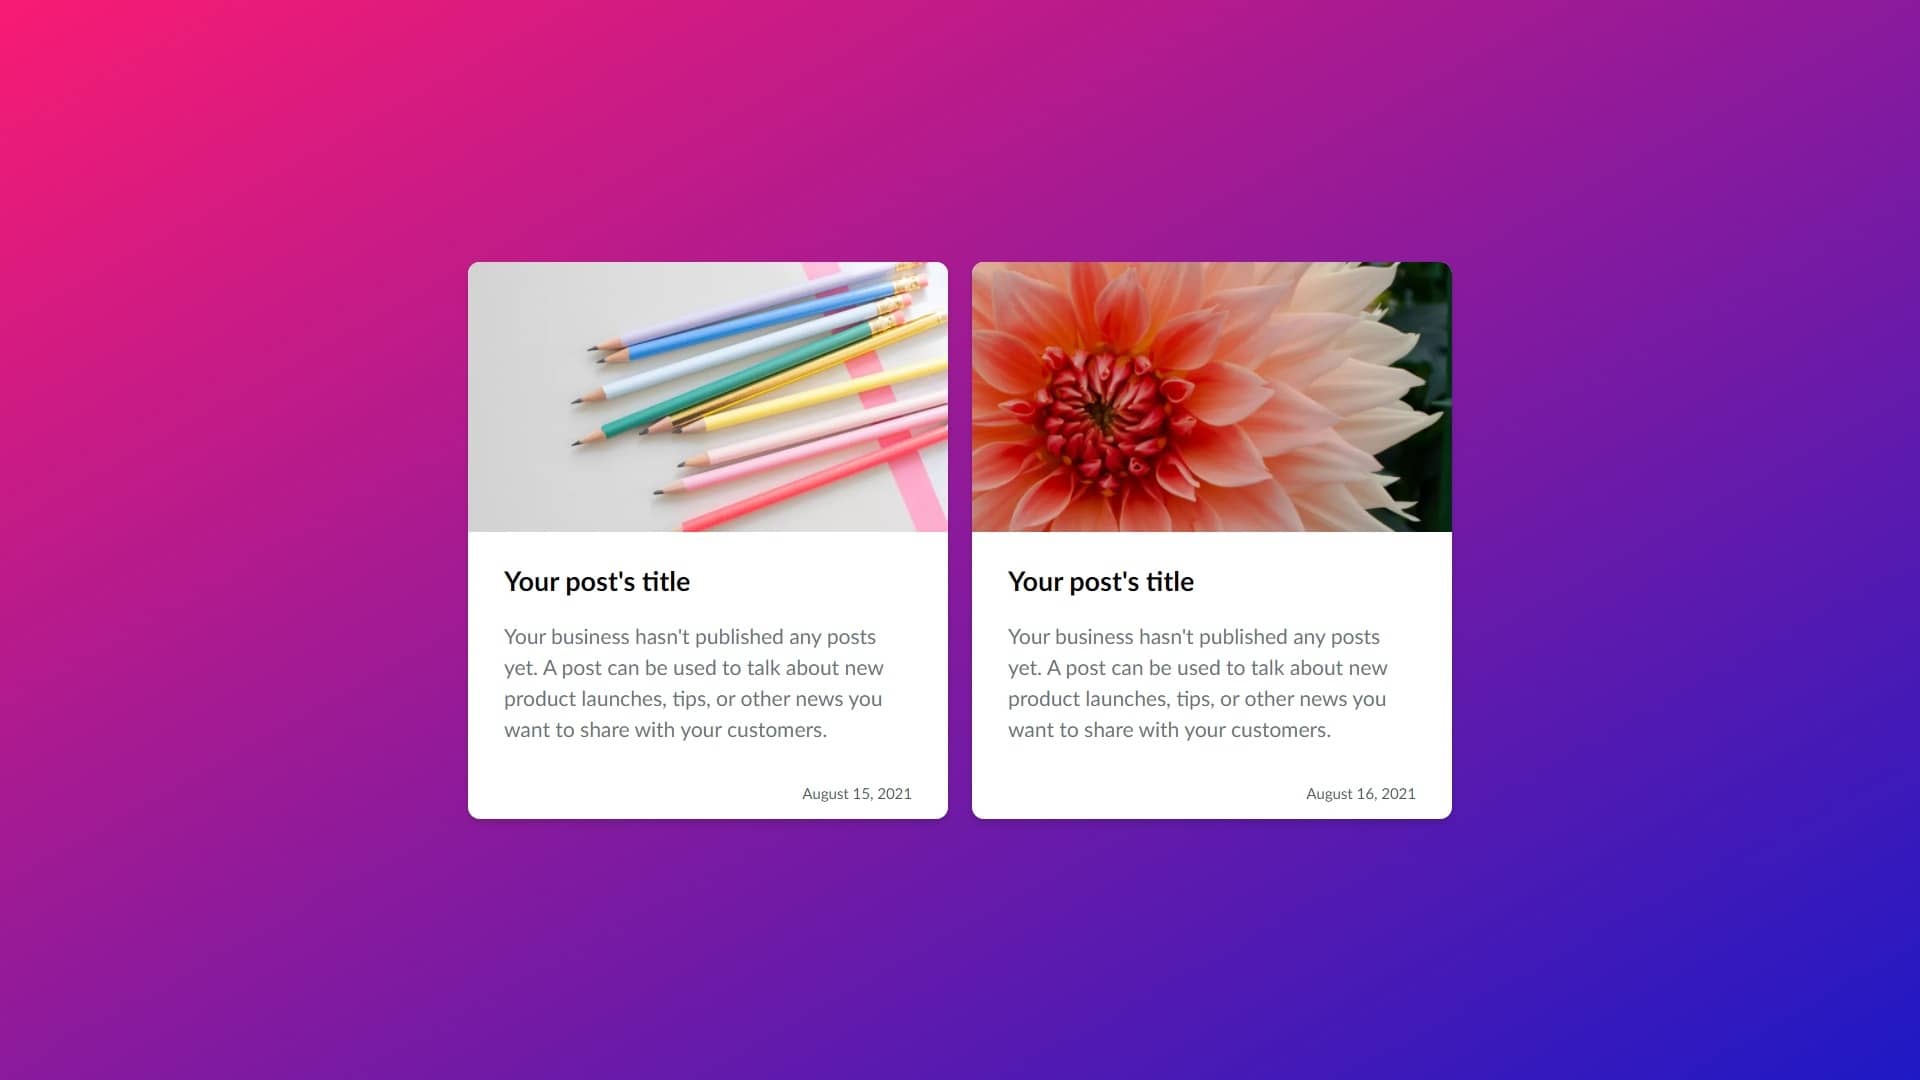 Your post's title
Your business hasn't published any posts
yet. A post can be used to talk about new
product launches, tips, or other news you
want to share with your customers.
August 15, 2021
Your post's title
Your business hasn't published any posts
yet. A post can be used to talk about new
product launches, tips, or other news you
want to share with your customers.
August 16, 2021